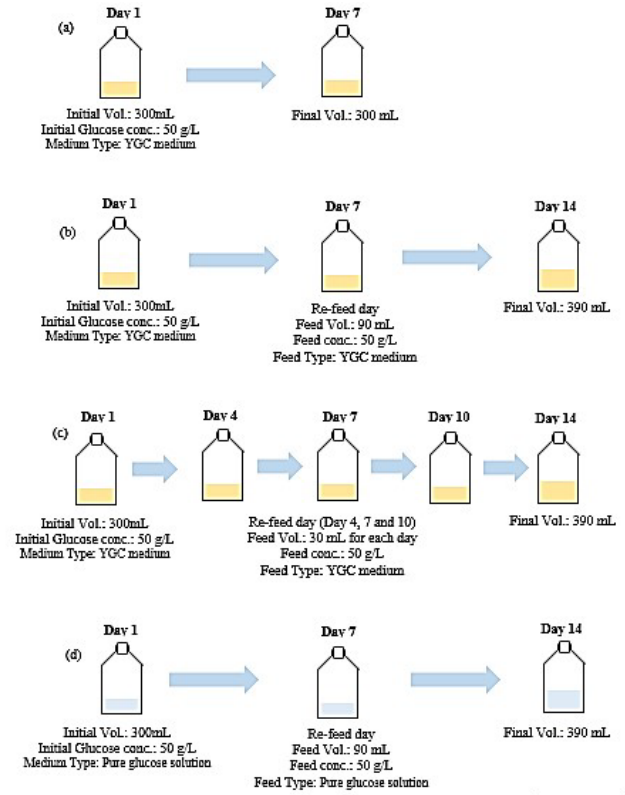 (a)
Day 1
Day 7
Initial Vol.: 300mL
Initial Glucose conc.: 50 g/L
Medium Type: YGC medium
Final Vol.: 300 mL
(b)
Day 1
Day 7
Day 14
Initial Vol.: 300mL
Initial Glucose conc.: 50 g/L
Medium Type: YGC medium
Re-feed day
Feed Vol.: 90 mL
Feed conc.: 50 g/L
Feed Type: YGC medium
Final Vol.: 390 mL
(c)
Day 1
Day 4
Day 7
Day 10
Day 14
Initial Vol.: 300mL
Initial Glucose conc.: 50 g/L
Medium Type: YGC medium
Re-feed day (Day 4, 7 and 10)
Feed Vol.: 30 mL for each day
Feed conc.: 50 g/L
Feed Type: YGC medium
Final Vol.: 390 mL
(d)
Day 1
Day 7
Day 14
Initial Vol.: 300mL
Initial Glucose conc.: 50 g/L
Medium Type: Pure glucose solution
Re-feed day
Feed Vol.: 90 mL
Feed conc.: 50 g/L
Feed Type: Pure glucose solution
Final Vol.: 390 mL